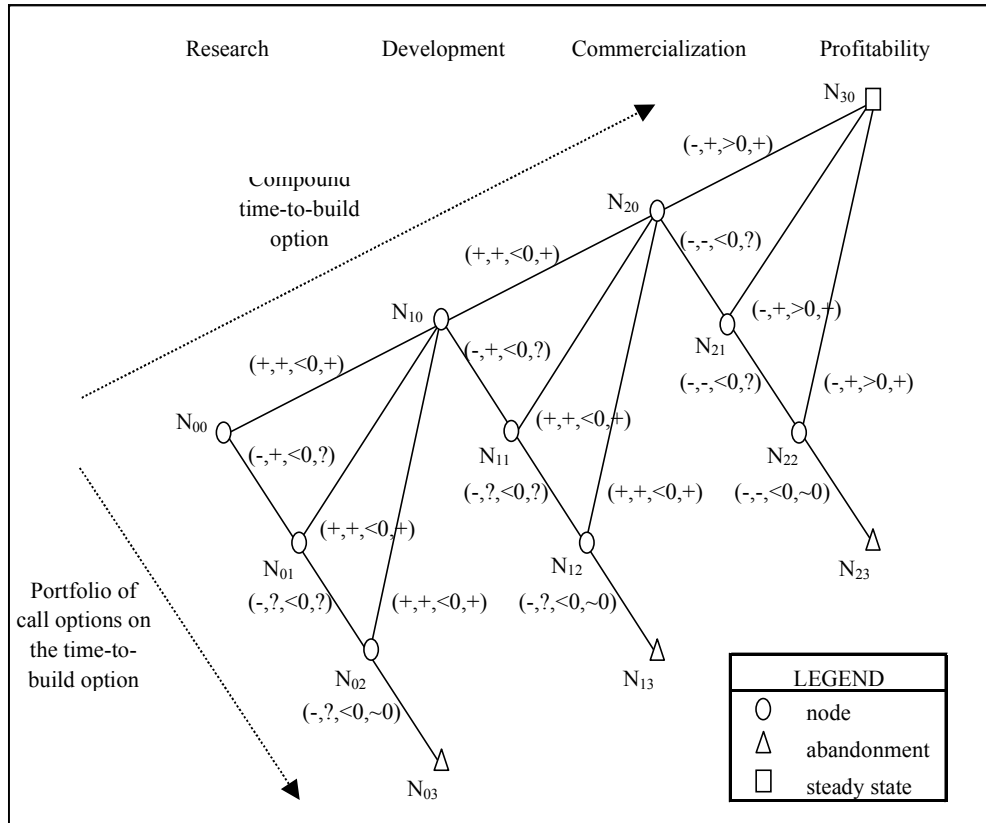 Research Development Commercialization Profitability
N30
(-,+,>0,+)
Compound
time-to-build
option
N20
(-,-,<0,?)
(+,+,<0,+)
N10
(-,+,>0,+)
N21
(-,+,<0,?)
(+,+,<0,+)
(-,-,<0,?)
(-,+,>0,+)
N00
(+,+,<0,+)
N11
N22
(-,+,<0,?)
(-,?,<0,?)
(+,+,<0,+)
(-,-,<0,~0)
(+,+,<0,+)
N01
N12
N23
Portfolio of
call options on
the time-to-
build option
(-,?,<0,?)
(+,+,<0,+)
(-,?,<0,~0)
N02
N13
(-,?,<0,~0)
N03
LEGEND
node
abandonment
steady state